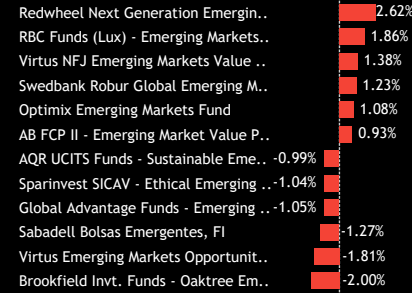 Redwheel Next Generation Emergin.. 2.62%
RBC Funds (Lux) - Emerging Markets.. 1.86%
Virtus NFJ Emerging Markets Value .. 1.38%
Swedbank Robur Global Emerging M.. 1.23%
Optimix Emerging Markets Fund 1.08%
AB FCP II - Emerging Market Value P.. 0.93%
AQR UCITS Funds - Sustainable Eme.. -0.99%
Sparinvest SICAV - Ethical Emerging .. -1.04%
Global Advantage Funds - Emerging .. -1.05%
Sabadell Bolsas Emergentes, FI -1.27%
Virtus Emerging Markets Opportunit.. -1.81%
Brookfield Invt. Funds - Oaktree Em.. -2.00%